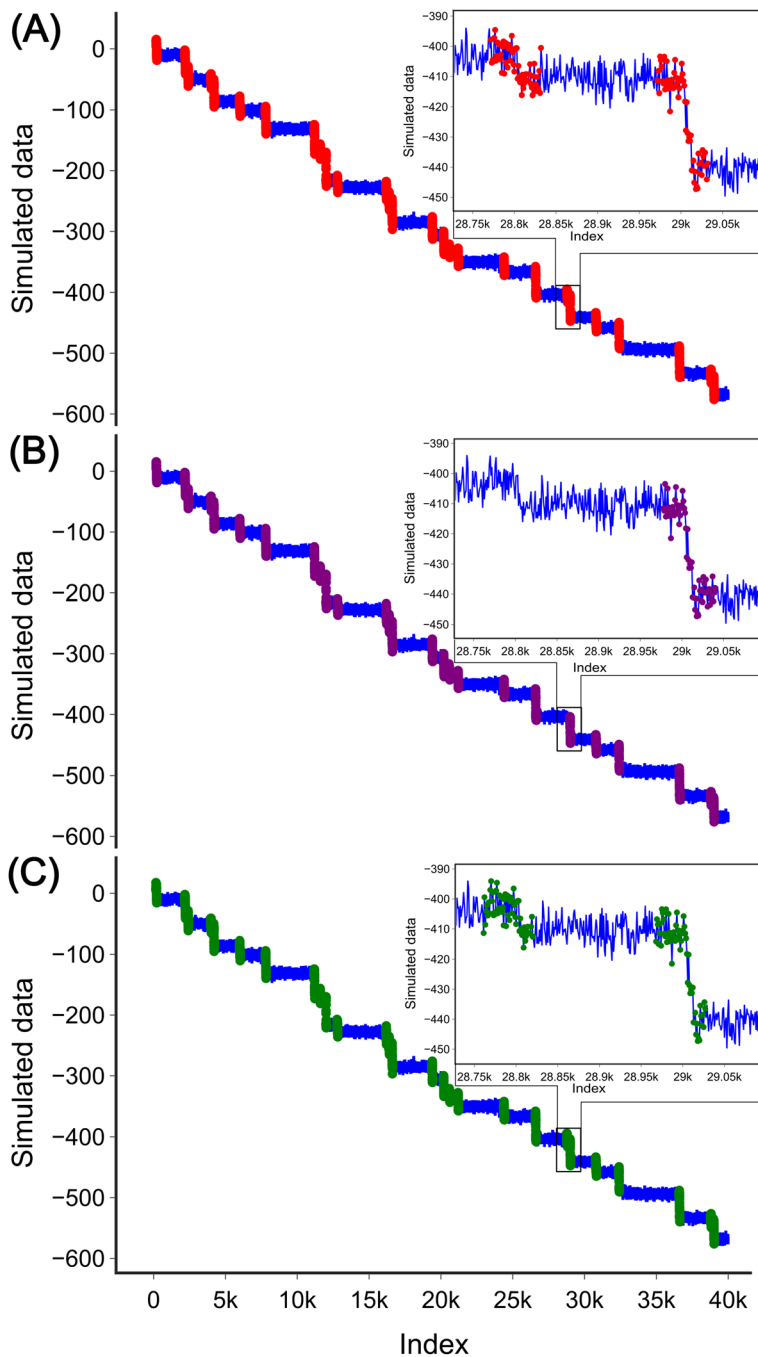 (A)
Simulated data
0
−100
−200
−300
−400
−500
−600
Simulated data
−390
−400
−410
−420
−430
−440
−450
28.75k 28.8k 28.85k 28.9k 28.95k 29k 29.05k
Index
(B)
Simulated data
0
−100
−200
−300
−400
−500
−600
Simulated data
−390
−400
−410
−420
−430
−440
−450
28.75k 28.8k 28.85k 28.9k 28.95k 29k 29.05k
Index
(C)
Simulated data
0
−100
−200
−300
−400
−500
−600
Simulated data
−390
−400
−410
−420
−430
−440
−450
28.75k 28.8k 28.85k 28.9k 28.95k 29k 29.05k
Index
0 5k 10k 15k 20k 25k 30k 35k 40k
Index